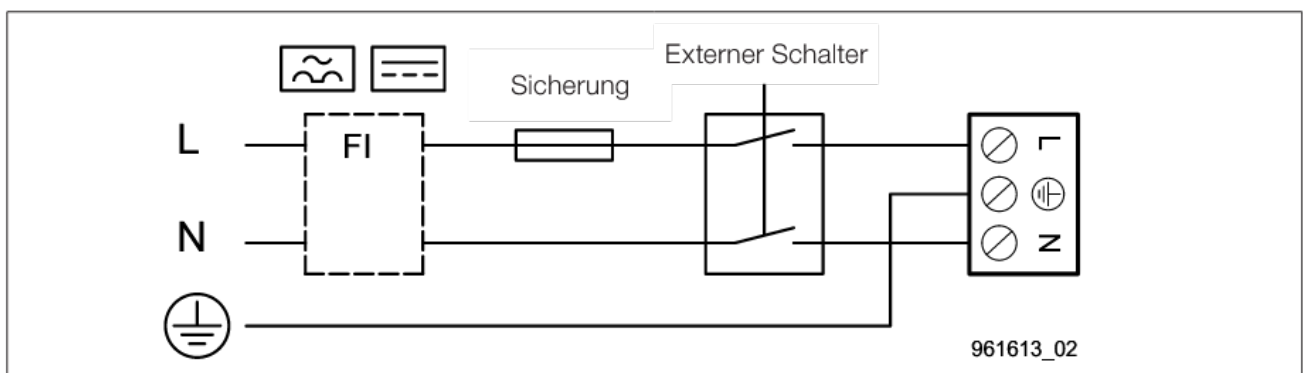 Externer Schalter
Sicherung
L
FI
L
N
N
961613_02